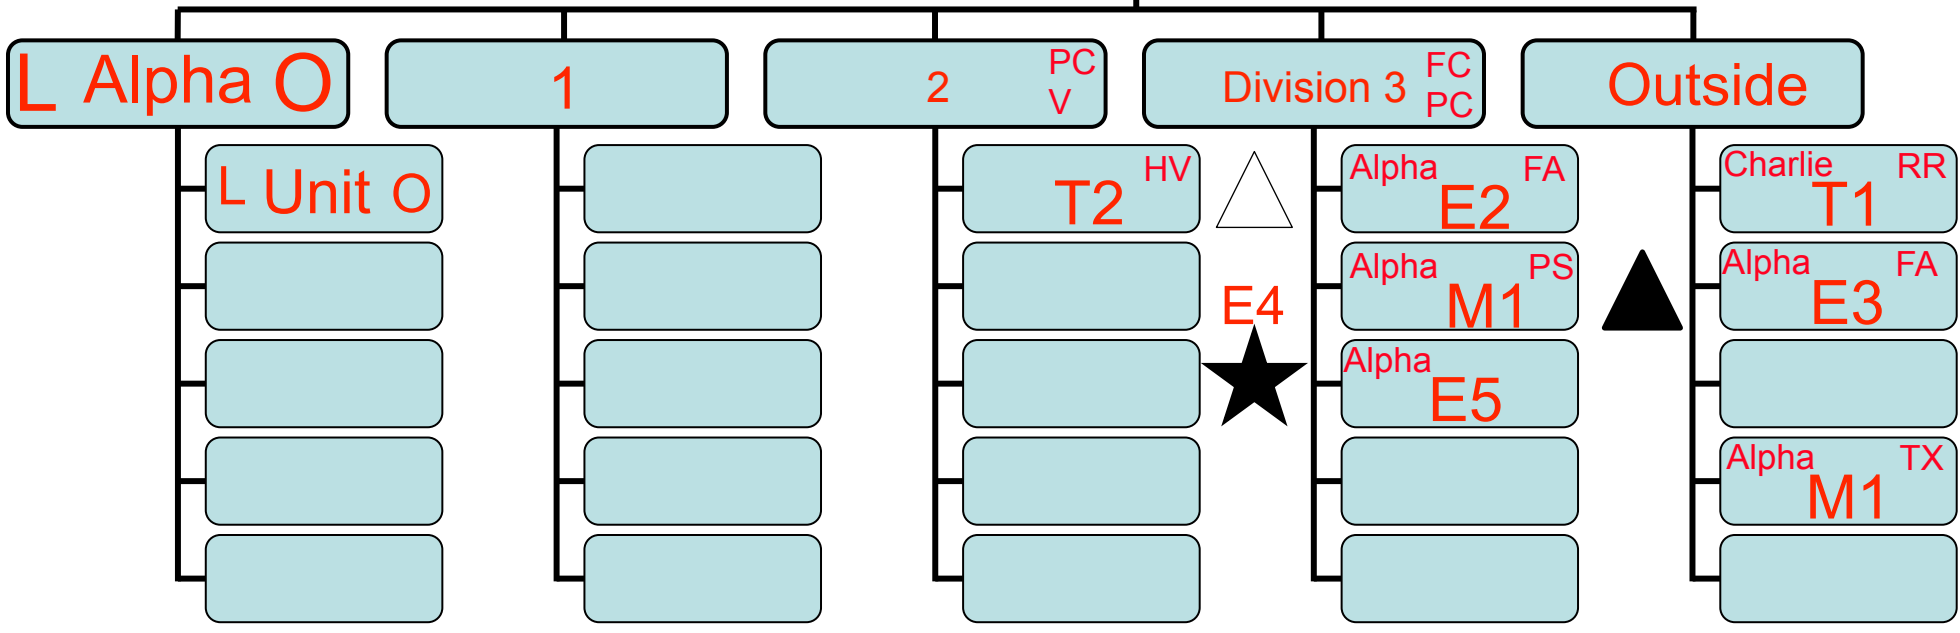 L Alpha O
1
2 PC
V
Division 3 FC
PC
Outside
L Unit O
T2 HV
Alpha FA
E2
Charlie RR
T1
E4
Alpha PS
M1
Alpha FA
E3
Alpha
E5
Alpha TX
M1